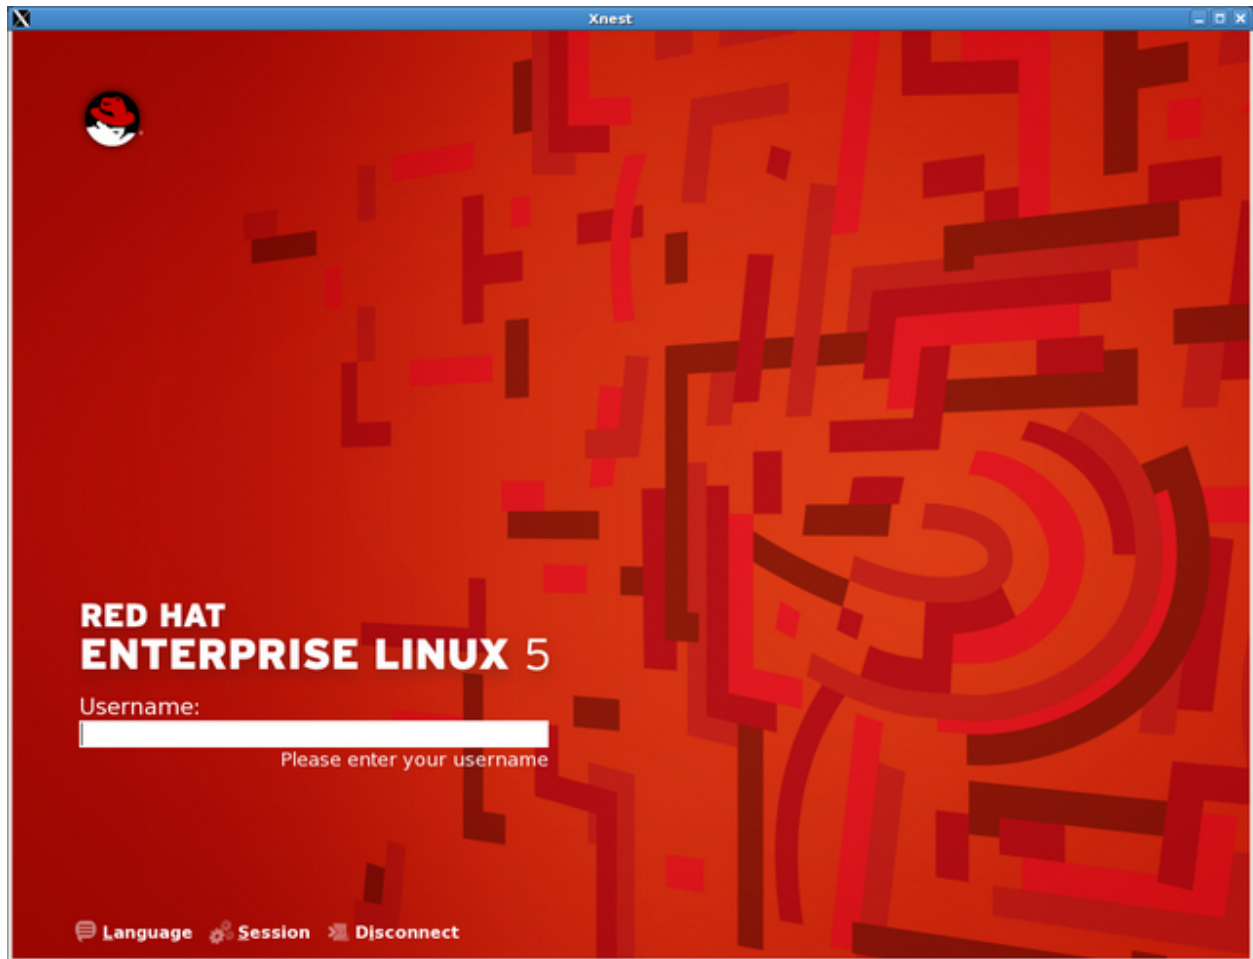 Xnest
RED HAT
ENTERPRISE LINUX 5
Username:
Please enter your username
Language Session Disconnect